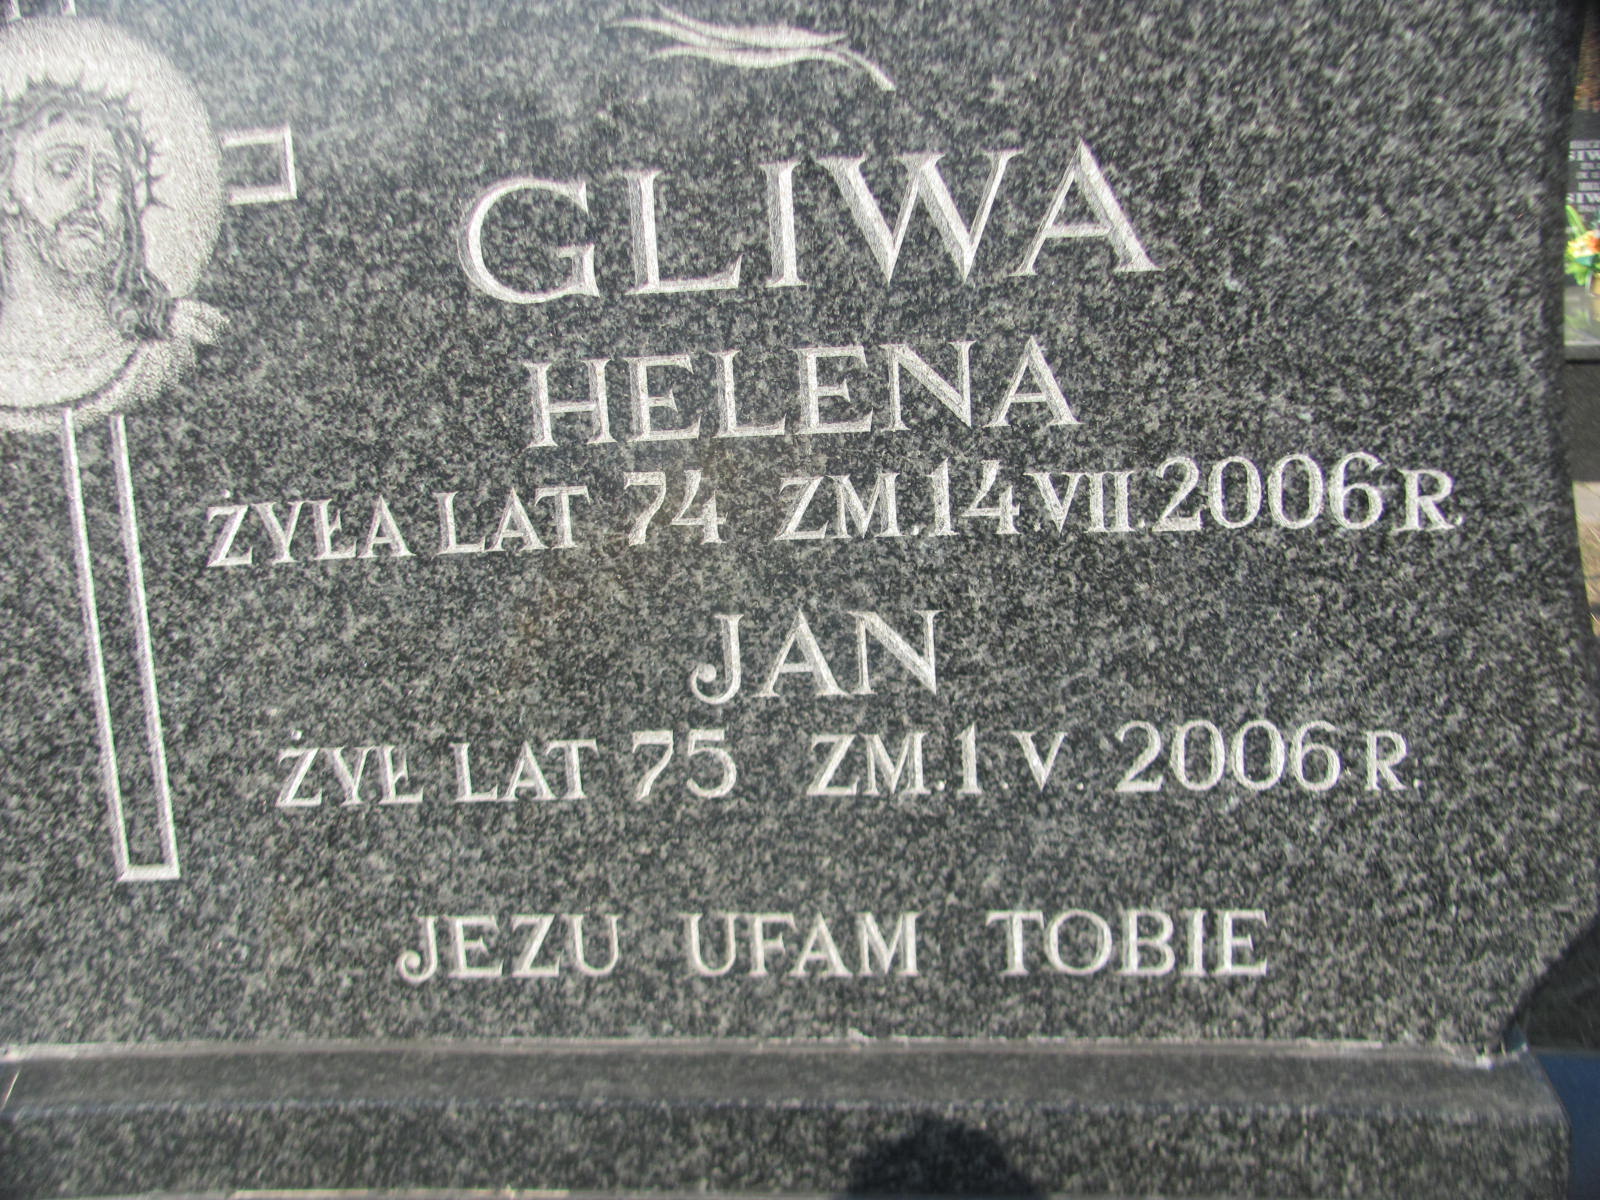 GLIWA
HELENA
ŻYŁA LAT 74 ZM. 14.VII.2006 R.
JAN
ŻYŁ LAT 75 ZM. 1 V. 2006 R.
JEZU UFAM TOBIE